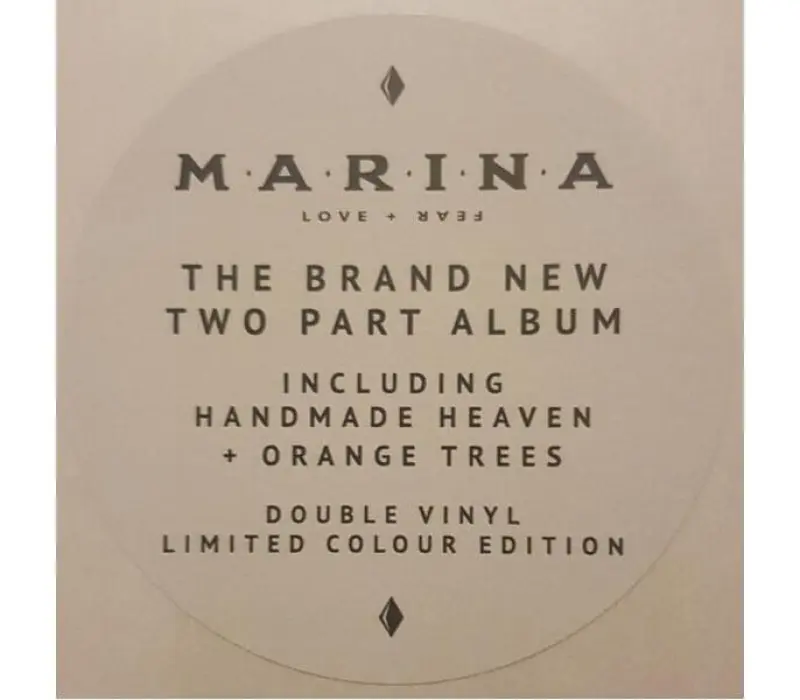 M·A·R·I·N·A
LOVE + FEAR
THE BRAND NEW
TWO PART ALBUM
INCLUDING
HANDMADE HEAVEN
+ ORANGE TREES
DOUBLE VINYL
LIMITED COLOUR EDITION